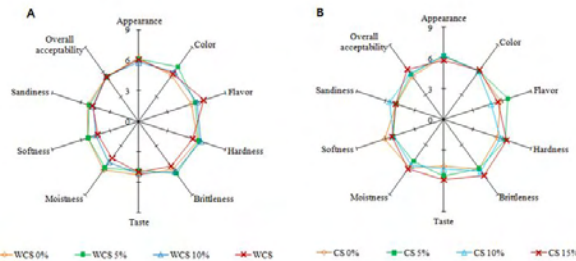 A
Appearance
9
Overall
acceptability
Color
6
3
Sandiness
Flavor
0
Softness
Hardness
Moistness
Brittleness
Taste
WCS 0%
WCS 5%
WCS 10%
WCS
B
Appearance
9
Overall
acceptability
Color
6
3
Sandiness
Flavor
0
Softness
Hardness
Moistness
Brittleness
Taste
CS 0%
CS 5%
CS 10%
CS 15%